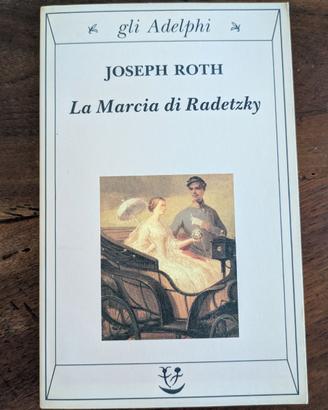 gli Adelphi
JOSEPH ROTH
La Marcia di Radetzky